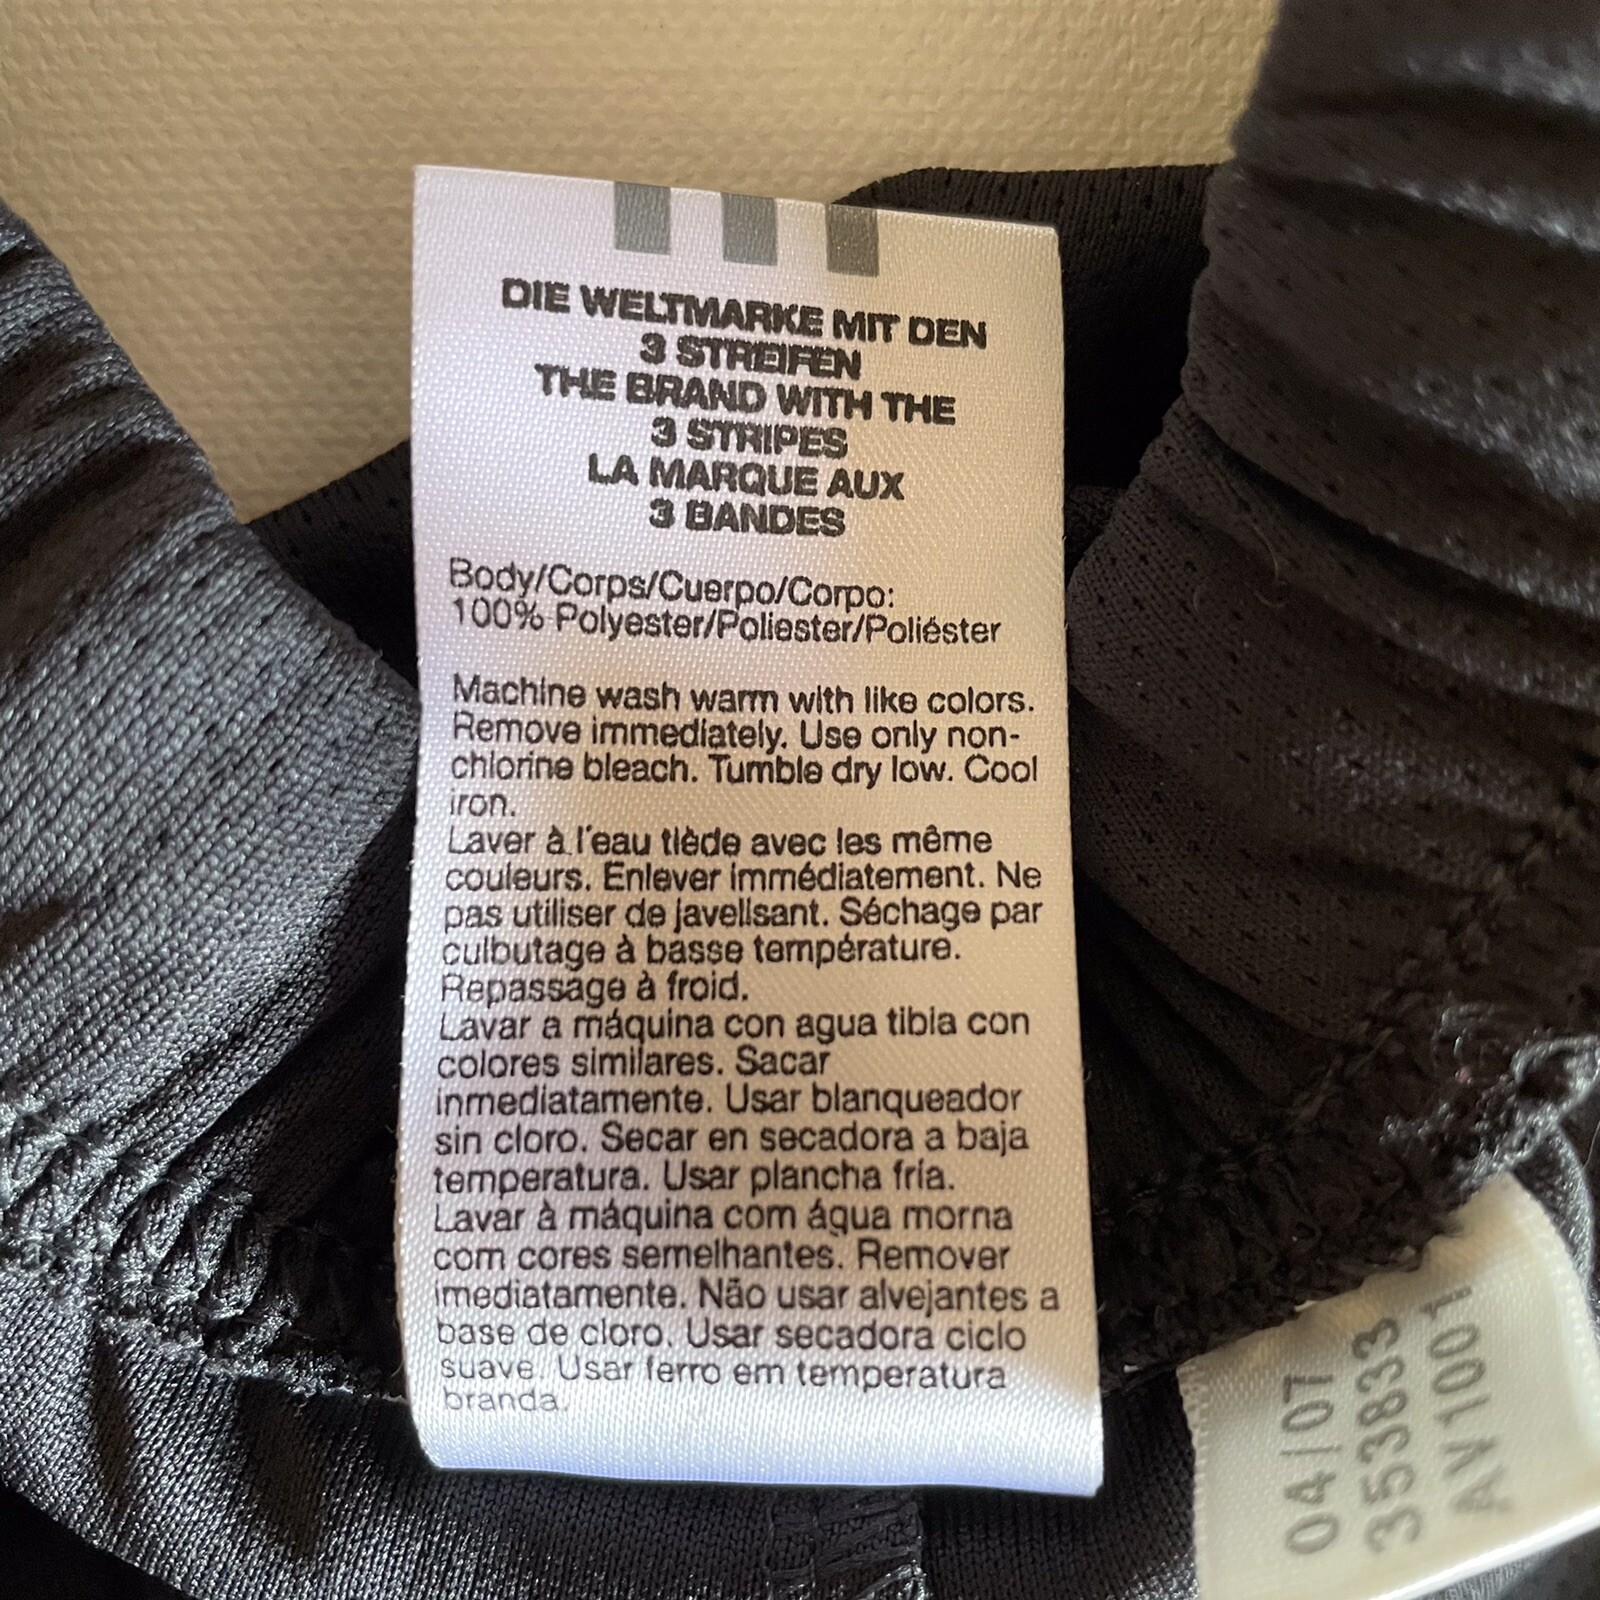 DIE WELTMARKE MIT DEN
3 STREIFEN
THE BRAND WITH THE
3 STRIPES
LA MARQUE AUX
3 BANDES
Body/Corps/Cuerpo/Corpo:
100% Polyester/Poliester/Poliéster
Machine wash warm with like colors.
Remove immediately. Use only non-
chlorine bleach. Tumble dry low. Cool
iron.
Laver à l'eau tiède avec les même
couleurs. Enlever immédiatement. Ne
pas utiliser de javellsant. Séchage par
culbutage à basse température.
Repassage à froid.
Lavar a máquina con agua tibia con
colores similares. Sacar
inmediatamente. Usar blanqueador
sin cloro. Secar en secadora a baja
temperatura. Usar plancha fría.
Lavar à máquina com água morna
com cores semelhantes. Remover
imediatamente. Não usar alvejantes a
base de cloro. Usar secadora ciclo
suave. Usar ferro em temperatura
branda.
04/07
353833
AV1001